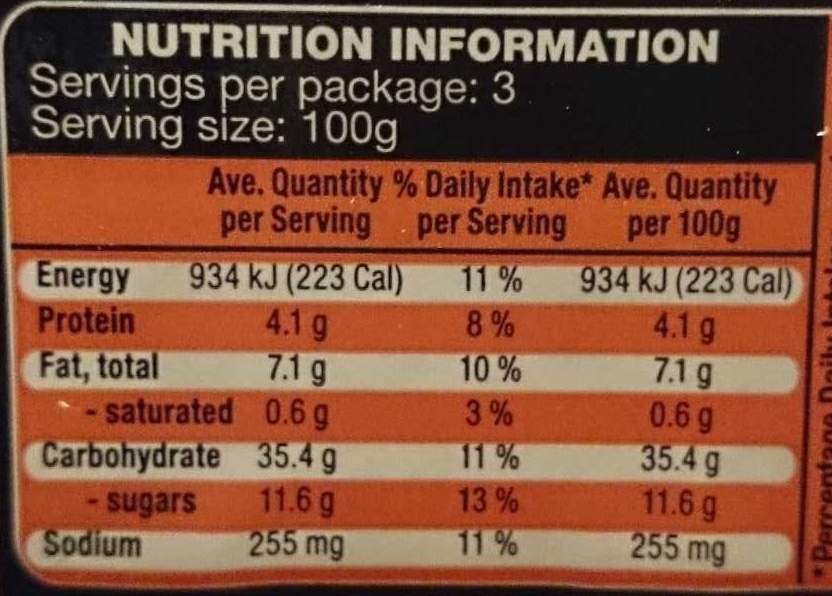 NUTRITION INFORMATION
Servings per package: 3
Serving size: 100g
Ave. Quantity % Daily Intake* Ave. Quantity
per Serving per Serving per 100g
Energy 934 kJ (223 Cal) 11 % 934 kJ (223 Cal)
Protein 4.1 g 8 % 4.1 g
Fat, total 7.1 g 10 % 7.1 g
- saturated 0.6 g 3 % 0.6 g
Carbohydrate 35.4 g 11 % 35.4 g
- sugars 11.6 g 13 % 11.6 g
Sodium 255 mg 11 % 255 mg
*Percentage Daily